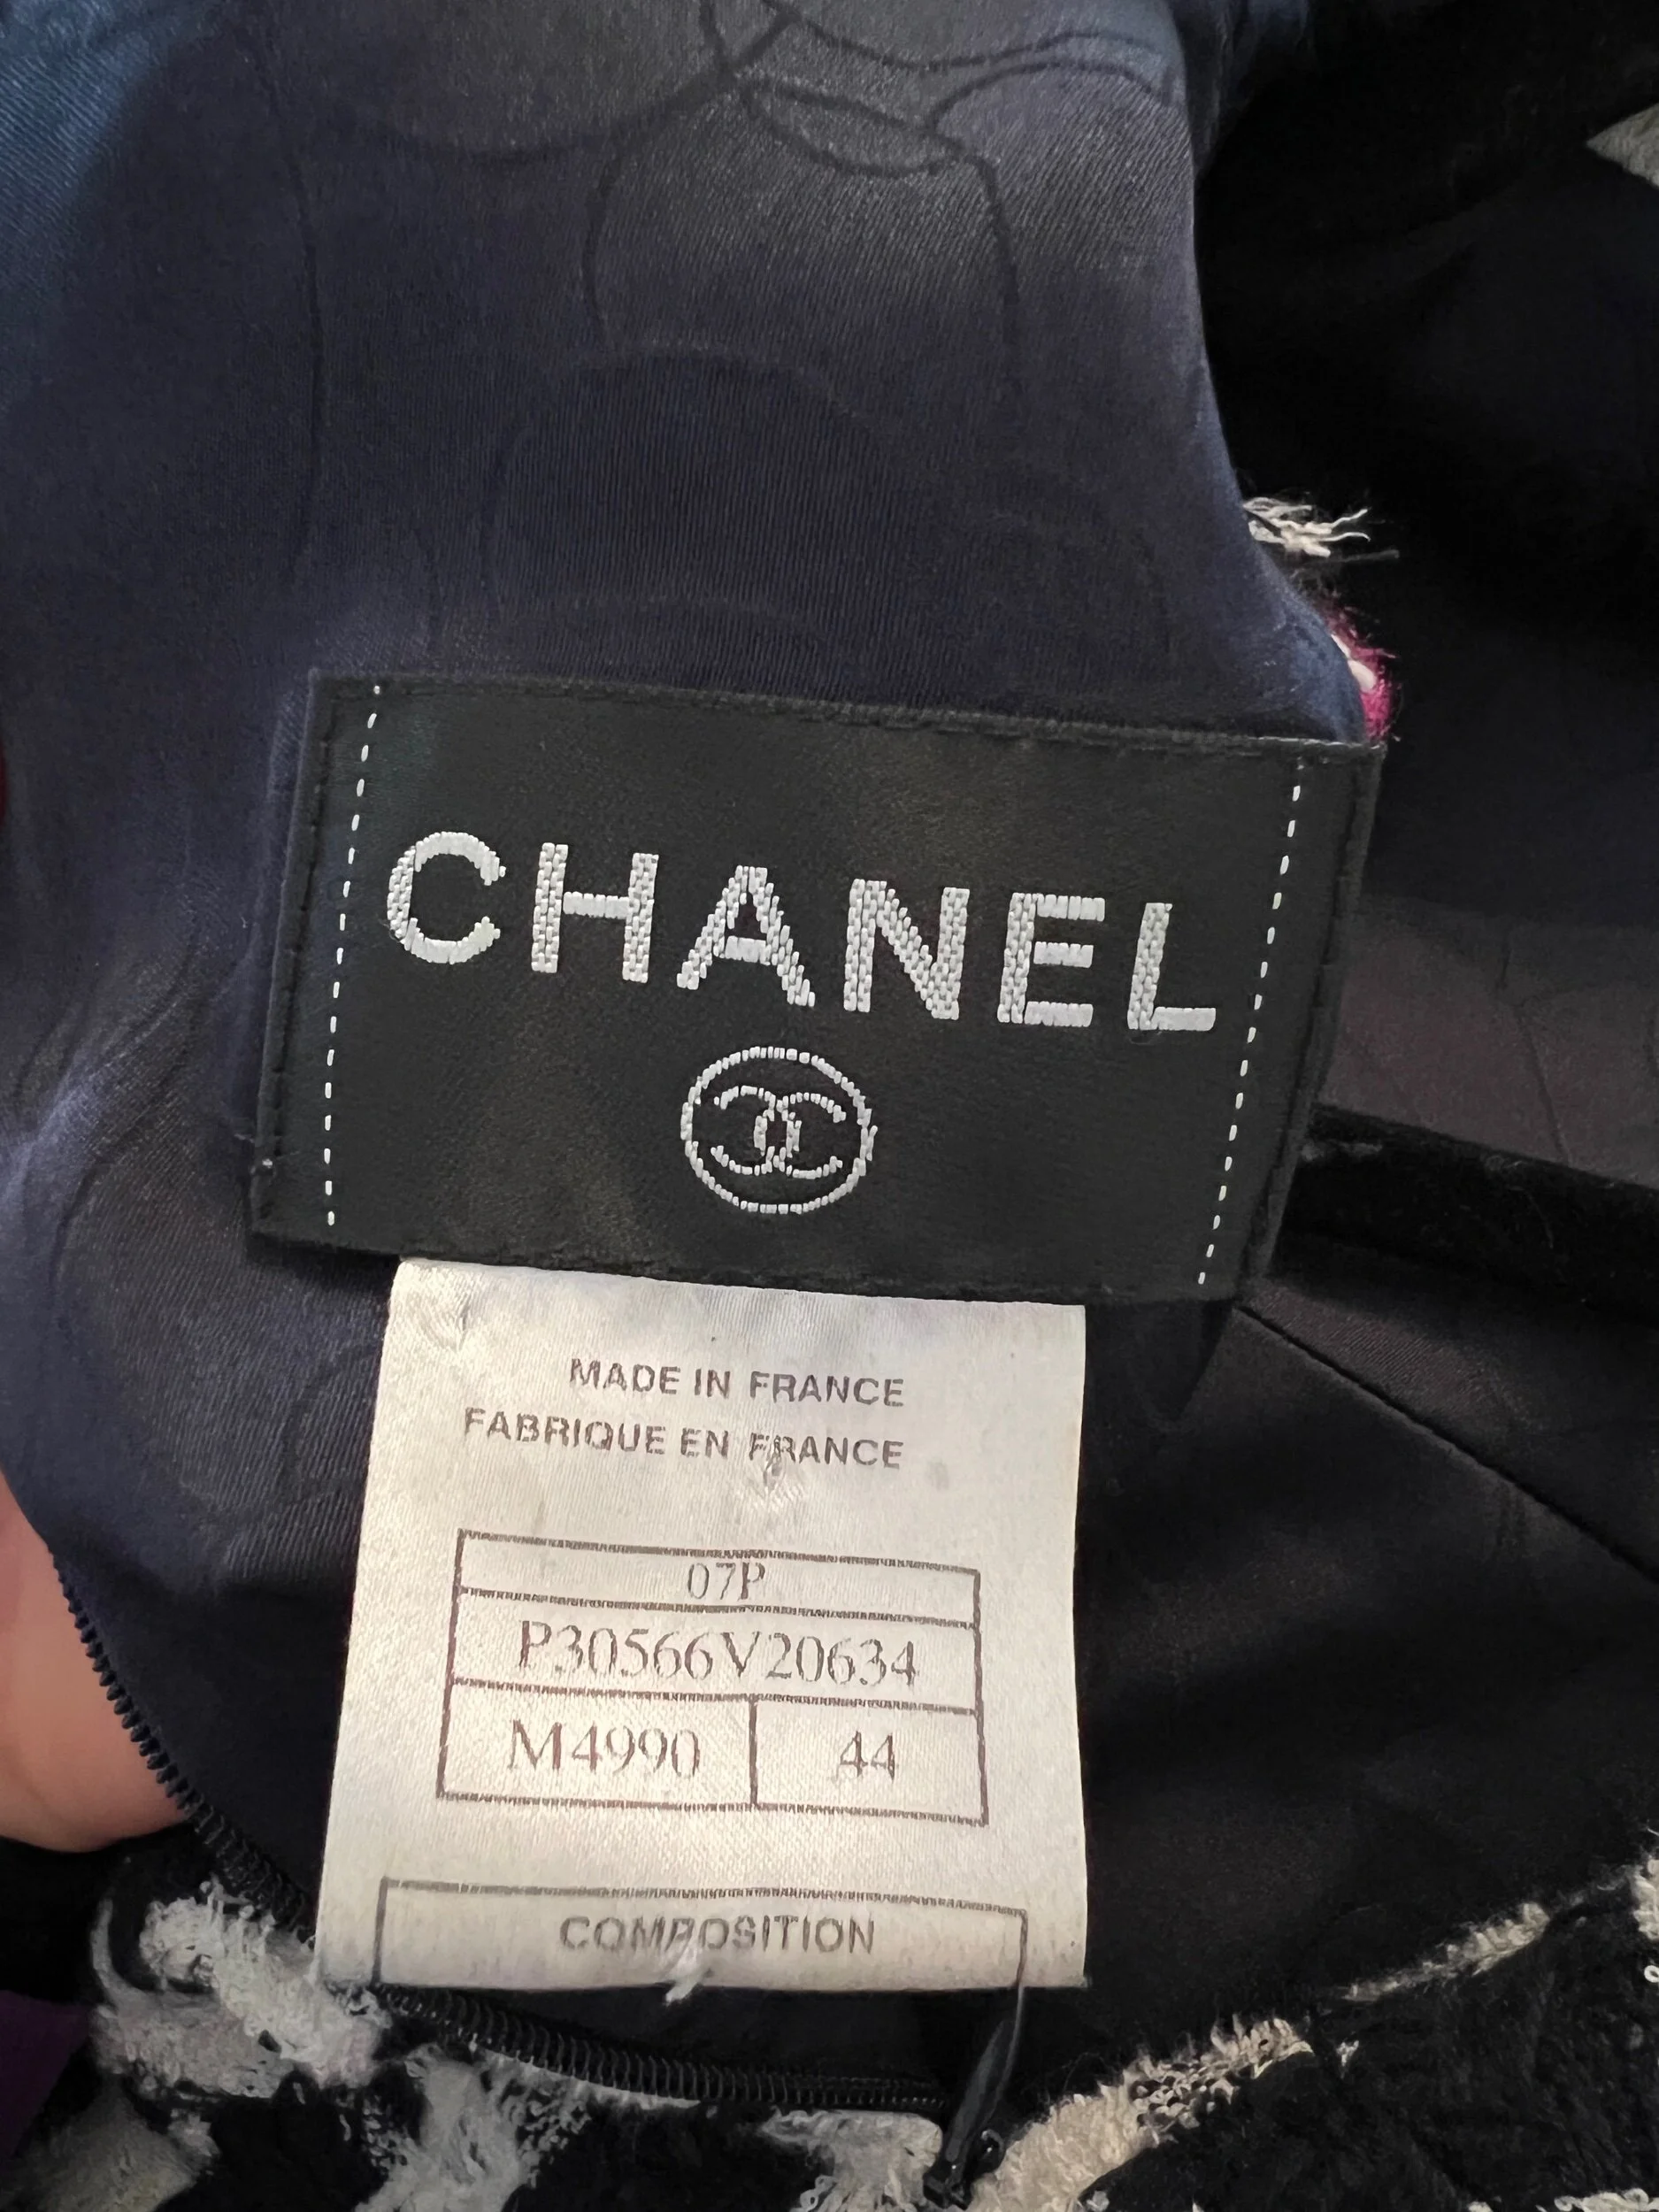 CHANEL
MADE IN FRANCE
FABRIQUE EN FRANCE
07P
P30566V20634
M4990 44
COMPOSITION